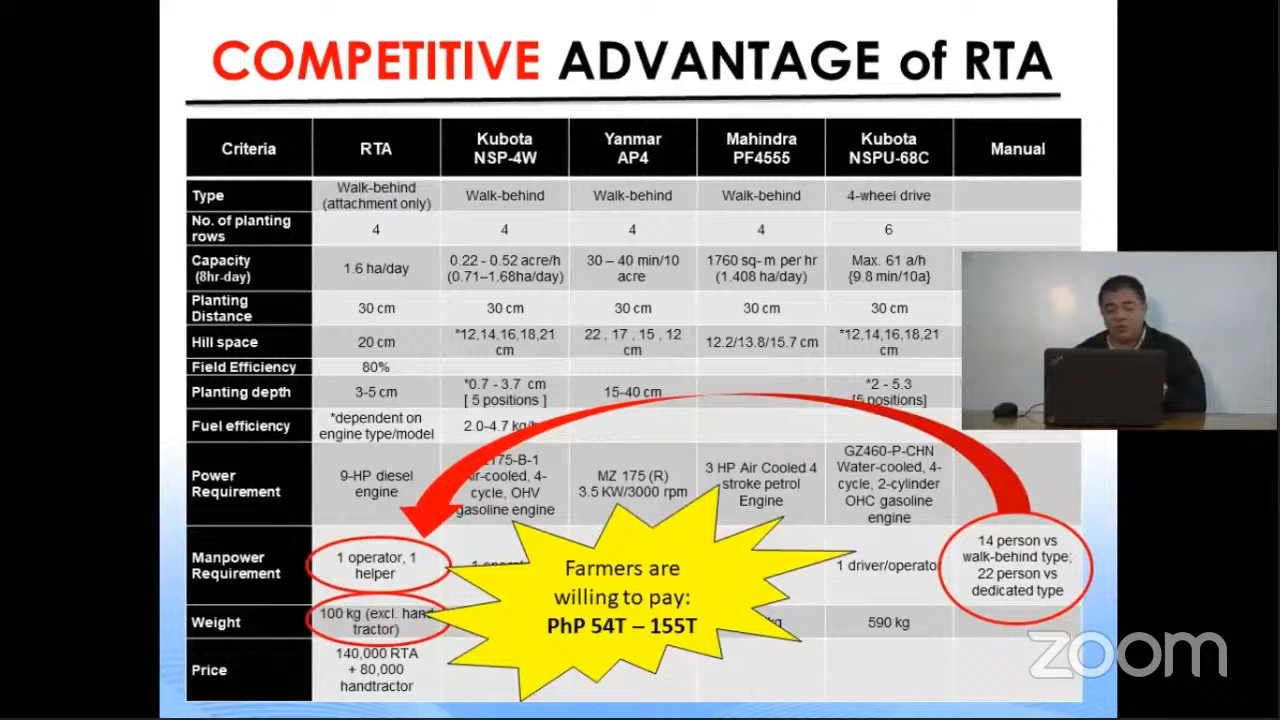 COMPETITIVE ADVANTAGE of RTA
Criteria
RTA
Kubota
NSP-4W
Yanmar
AP4
Mahindra
PF4555
Kubota
NSPU-68C
Manual
Type
Walk-behind
(attachment only)
Walk-behind
Walk-behind
Walk-behind
4-wheel drive
No. of planting
rows
4
4
4
4
6
Capacity
(8hr-day)
1.6 ha/day
0.22 - 0.52 acre/h
(0.71–1.68ha/day)
30 – 40 min/10
acre
1760 sq- m per hr
(1.408 ha/day)
Max. 61 a/h
{9.8 min/10a}
Planting
Distance
30 cm
30 cm
30 cm
30 cm
30 cm
Hill space
20 cm
*12,14,16,18,21
cm
22 , 17 , 15 , 12
cm
12.2/13.8/15.7 cm
*12,14,16,18,21
cm
Field Efficiency
80%
Planting depth
3-5 cm
*0.7 - 3.7 cm
[ 5 positions ]
15-40 cm
*2 - 5.3
[5 positions]
Fuel efficiency
*dependent on
engine type/model
2.0-4.7
Power
Requirement
9-HP diesel
engine
175-B-1
cooled, 4-
cycle, OHV
gasoline engine
MZ 175 (R)
3.5 KW/3000 rpm
3 HP Air Cooled 4
stroke petrol
Engine
GZ460-P-CHN
Water-cooled, 4-
cycle, 2-cylinder
OHC gasoline
engine
Manpower
Requirement
1 operator, 1
helper
1 driver/operator
14 person vs
walk-behind type;
22 person vs
dedicated type
Weight
100 kg (excl. hand
tractor)
590 kg
Price
140,000 RTA
+ 80,000
handtractor
Farmers are
willing to pay:
PhP 54T – 155T
zoom